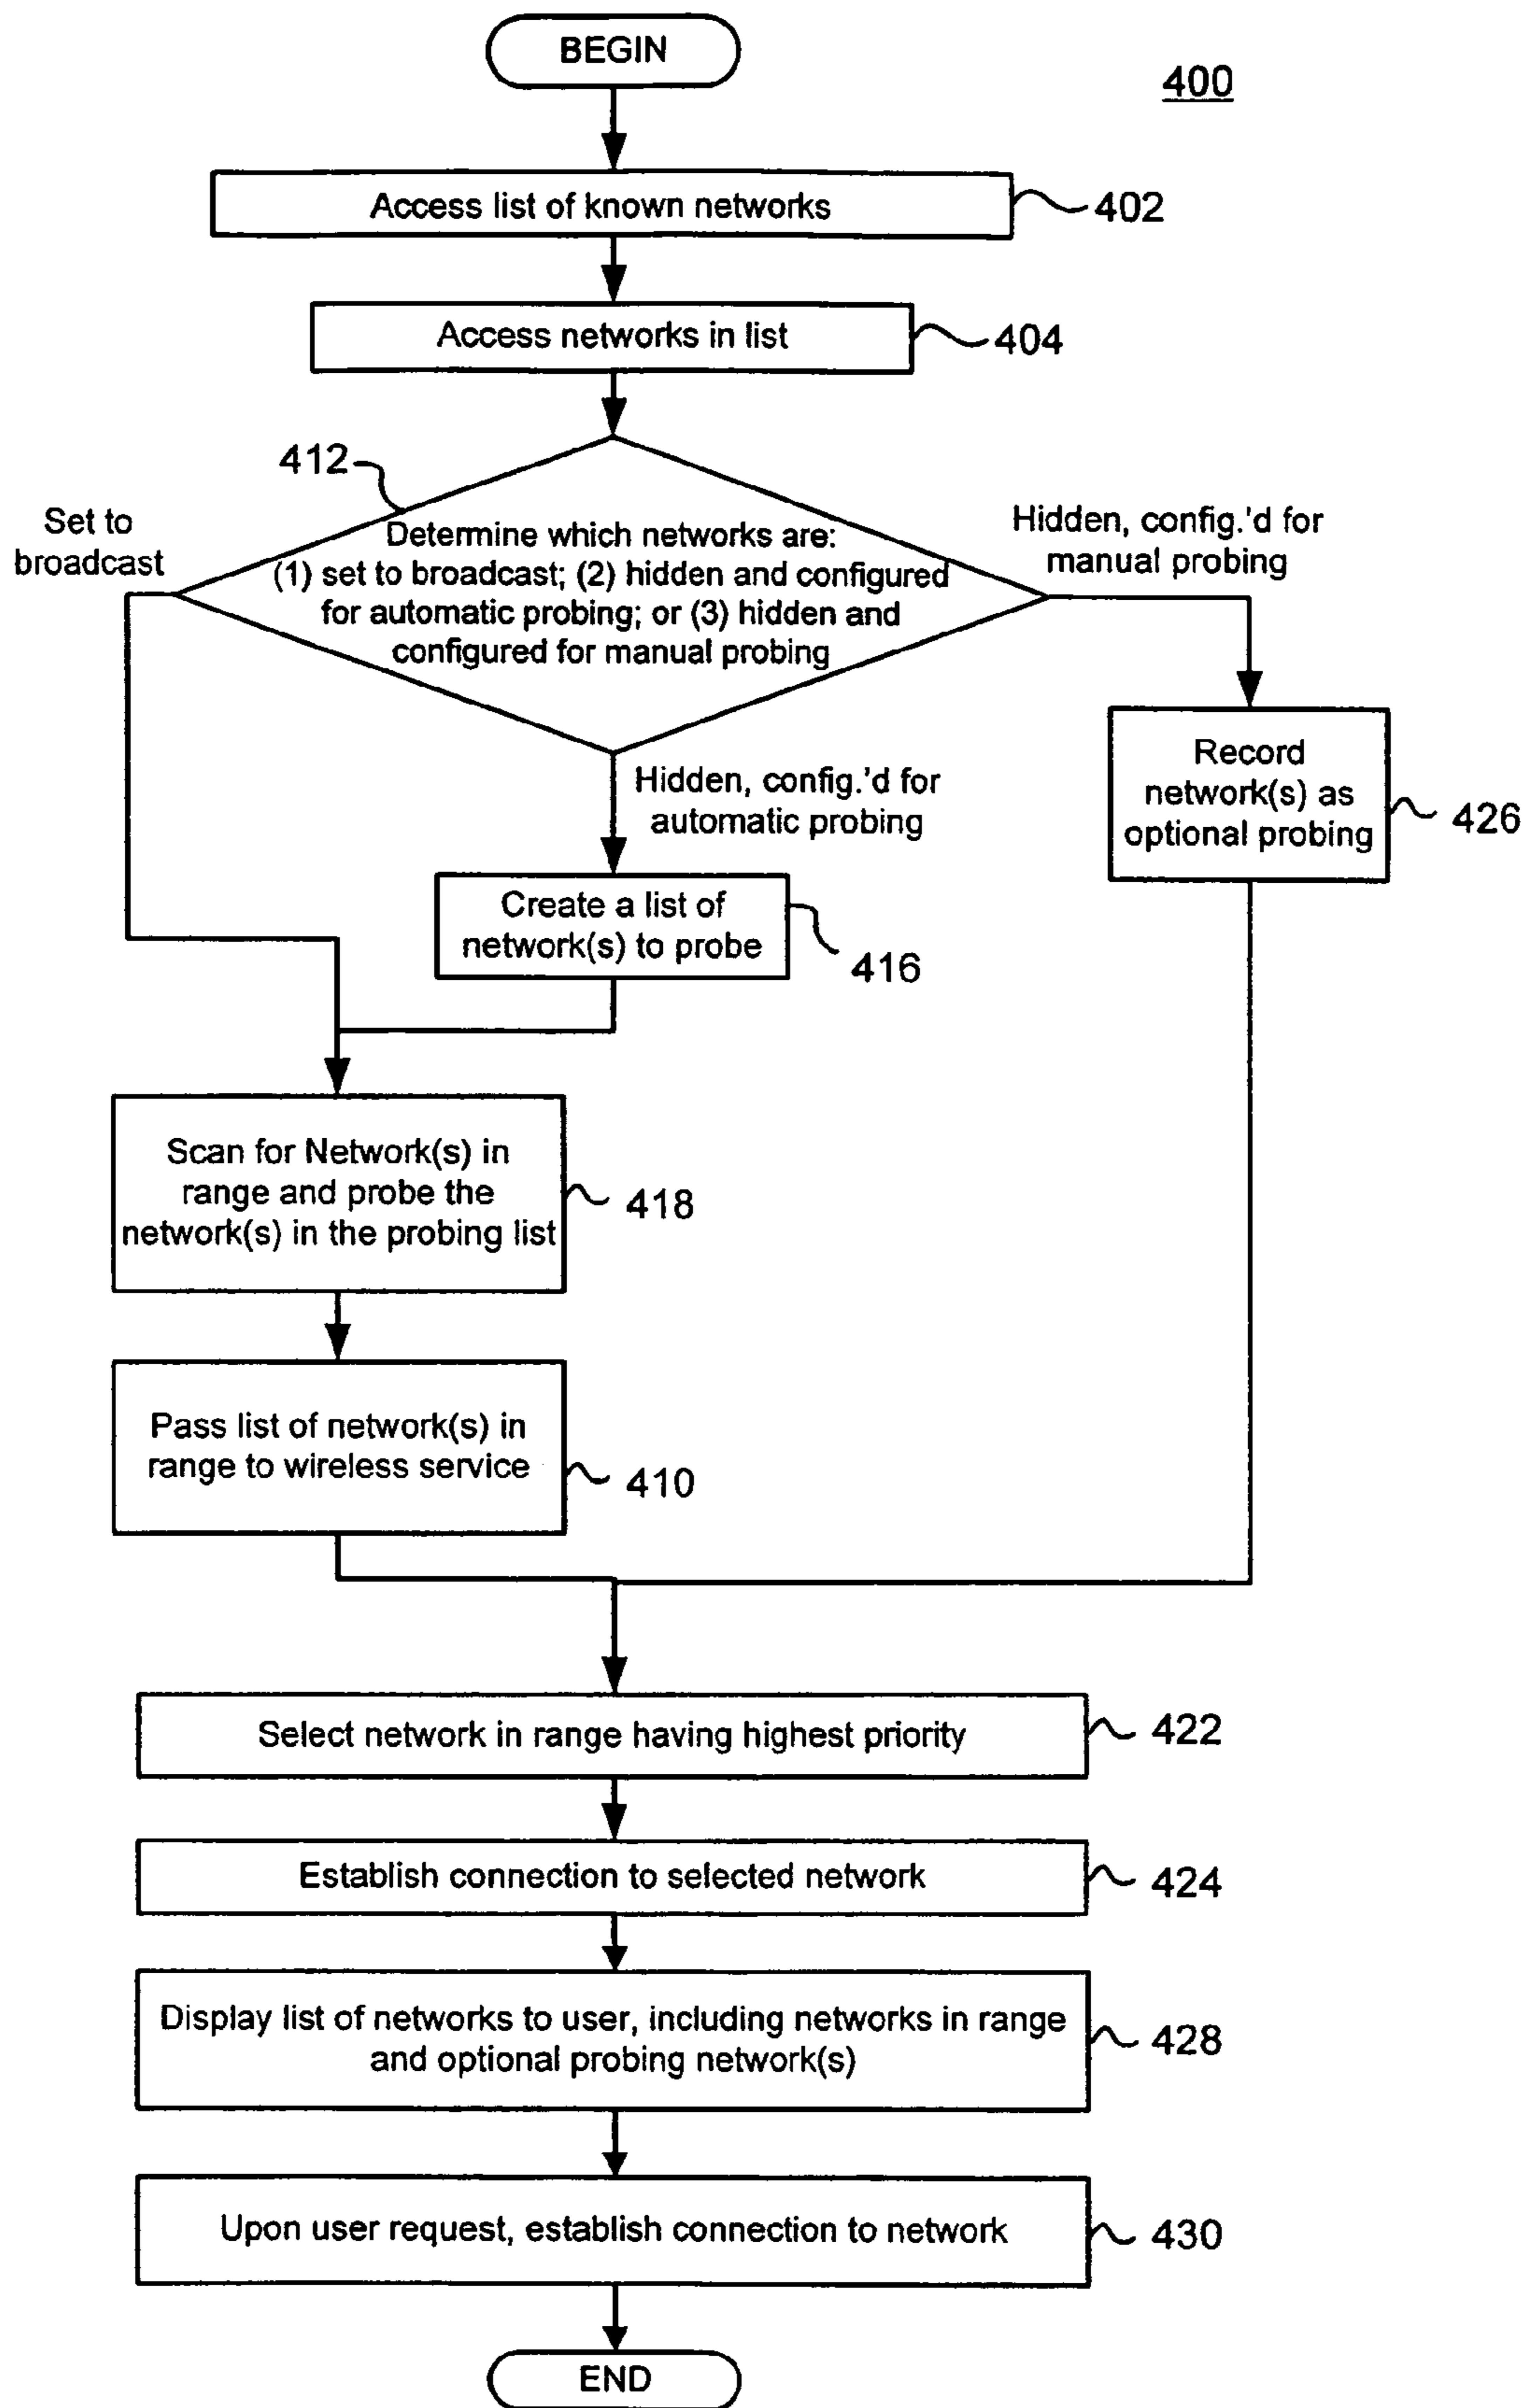 BEGIN
400
Access list of known networks
402
Access networks in list
404
412
Set to
broadcast
Determine which networks are:
(1) set to broadcast; (2) hidden and configured
for automatic probing; or (3) hidden and
configured for manual probing
Hidden, config.'d for
manual probing
Hidden, config.'d for
automatic probing
Record
network(s) as
optional probing
426
Create a list of
network(s) to probe
416
Scan for Network(s) in
range and probe the
network(s) in the probing list
418
Pass list of network(s) in
range to wireless service
410
Select network in range having highest priority
422
Establish connection to selected network
424
Display list of networks to user, including networks in range
and optional probing network(s)
428
Upon user request, establish connection to network
430
END